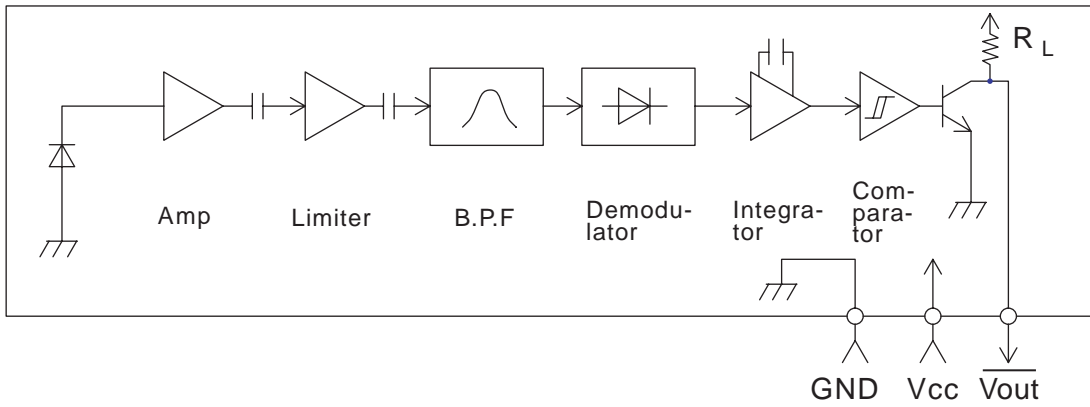 R L
Amp
Limiter
B.P.F
Demodu-
lator
Integra-
tor
Com-
para-
tor
GND
Vcc
Vout